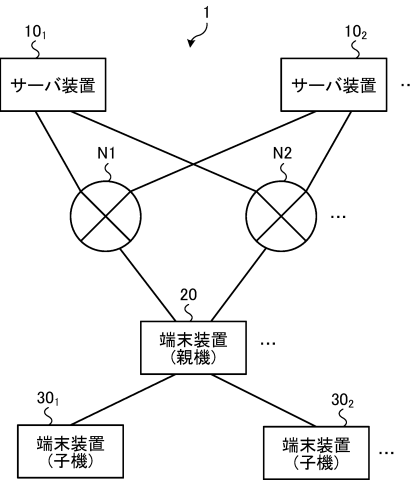 1
10₁
10₂
サーバ装置
サーバ装置
…
N1
N2
…
20
端末装置
(親機)
…
30₁
30₂
端末装置
(子機)
端末装置
(子機)
…